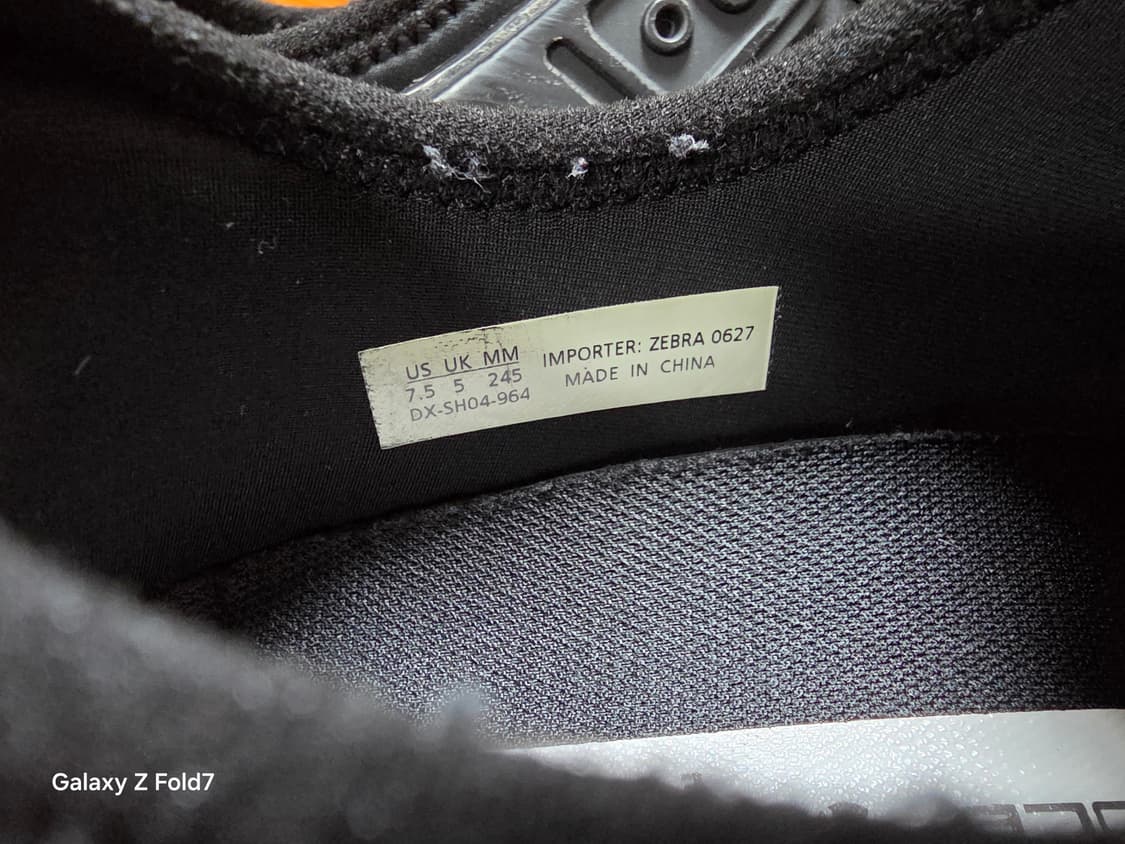 US UK MM
7.5 5 245
DX-SH04-964
IMPORTER: ZEBRA 0627
MADE IN CHINA
Galaxy Z Fold7